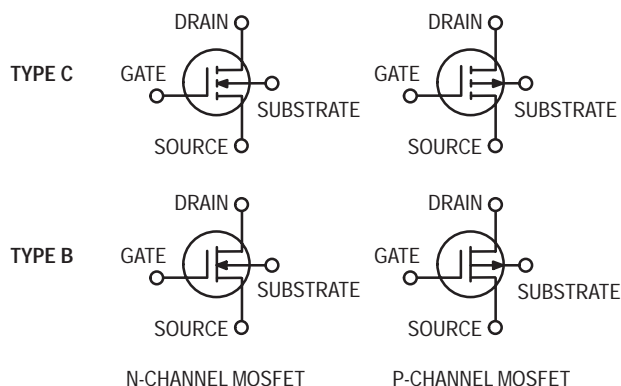 DRAIN DRAIN
TYPE C GATE GATE
SUBSTRATE SUBSTRATE
SOURCE SOURCE
DRAIN DRAIN
TYPE B GATE GATE
SUBSTRATE SUBSTRATE
SOURCE SOURCE
N-CHANNEL MOSFET P-CHANNEL MOSFET